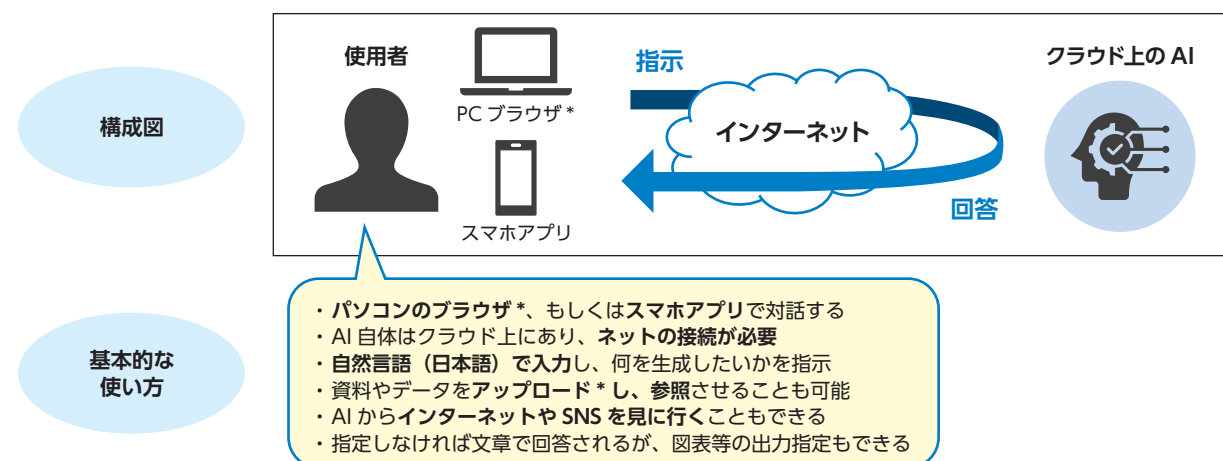 構成図
使用者
PC ブラウザ *
スマホアプリ
指示
インターネット
回答
クラウド上の AI
基本的な
使い方
・パソコンのブラウザ *、もしくはスマホアプリで対話する
・AI 自体はクラウド上にあり、ネットの接続が必要
・自然言語（日本語）で入力し、何を生成したいかを指示
・資料やデータをアップロード * し、参照させることも可能
・AI からインターネットや SNS を見に行くこともできる
・指定しなければ文章で回答されるが、図表等の出力指定もできる